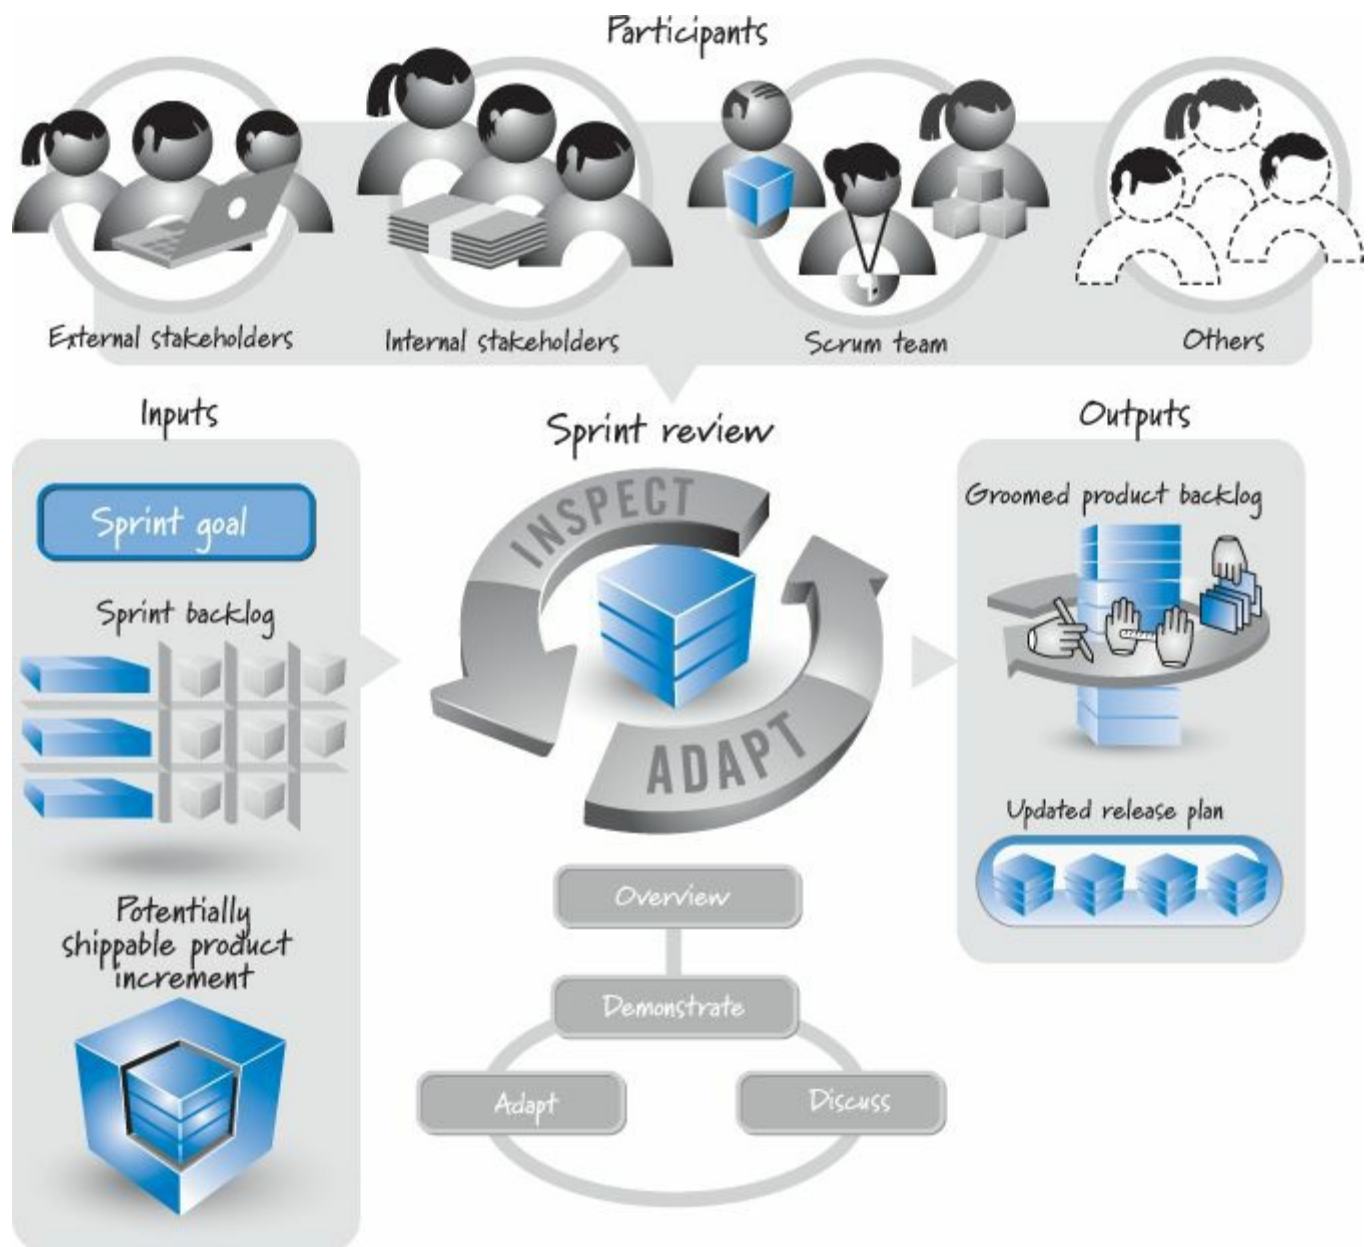 Participants
External stakeholders
Internal stakeholders
Scrum team
Others
Inputs
Sprint goal
Sprint backlog
Potentially
shippable product
increment
Sprint review
INSPECT
ADAPT
Overview
Demonstrate
Adapt
Discuss
Outputs
Groomed product backlog
Updated release plan